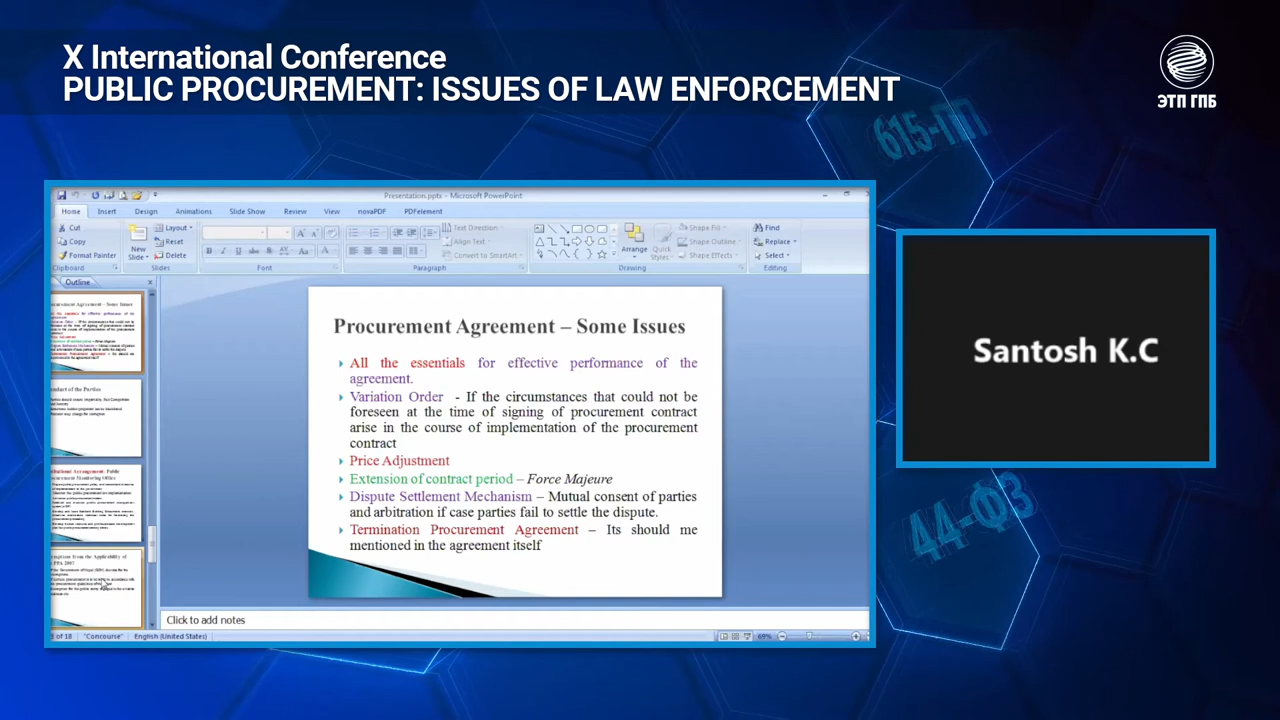 X International Conference
PUBLIC PROCUREMENT: ISSUES OF LAW ENFORCEMENT
ЭТП ГПБ
615-ПП
Presentation.pptx - Microsoft PowerPoint
Home Insert Design Animations Slide Show Review View novaPDF PDFelement
Cut
Copy
Format Painter
Clipboard
New
Slide
Layout
Reset
Delete
Slides
Font
Text Direction
Align Text
Convert to SmartArt
Paragraph
Arrange
Quick
Styles
Shape Fill
Shape Outline
Shape Effects
Drawing
Find
Replace
Select
Editing
Outline
Procurement Agreement – Some Issues
All the essentials for effective performance of the
agreement.
Variation Order - If the circumstances that could not be
foreseen at the time of signing of procurement contract
arise in the course of implementation of the procurement
contract
Price Adjustment
Extension of contract period – Force Majeure
Dispute Settlement – Mutual consent of parties
and arbitration if case parties fail to settle the dispute.
Termination Procurement Agreement – Its should me
mentioned in the agreement itself
Click to add notes
of 18 "Concourse" English (United States) 69%
Santosh K.C